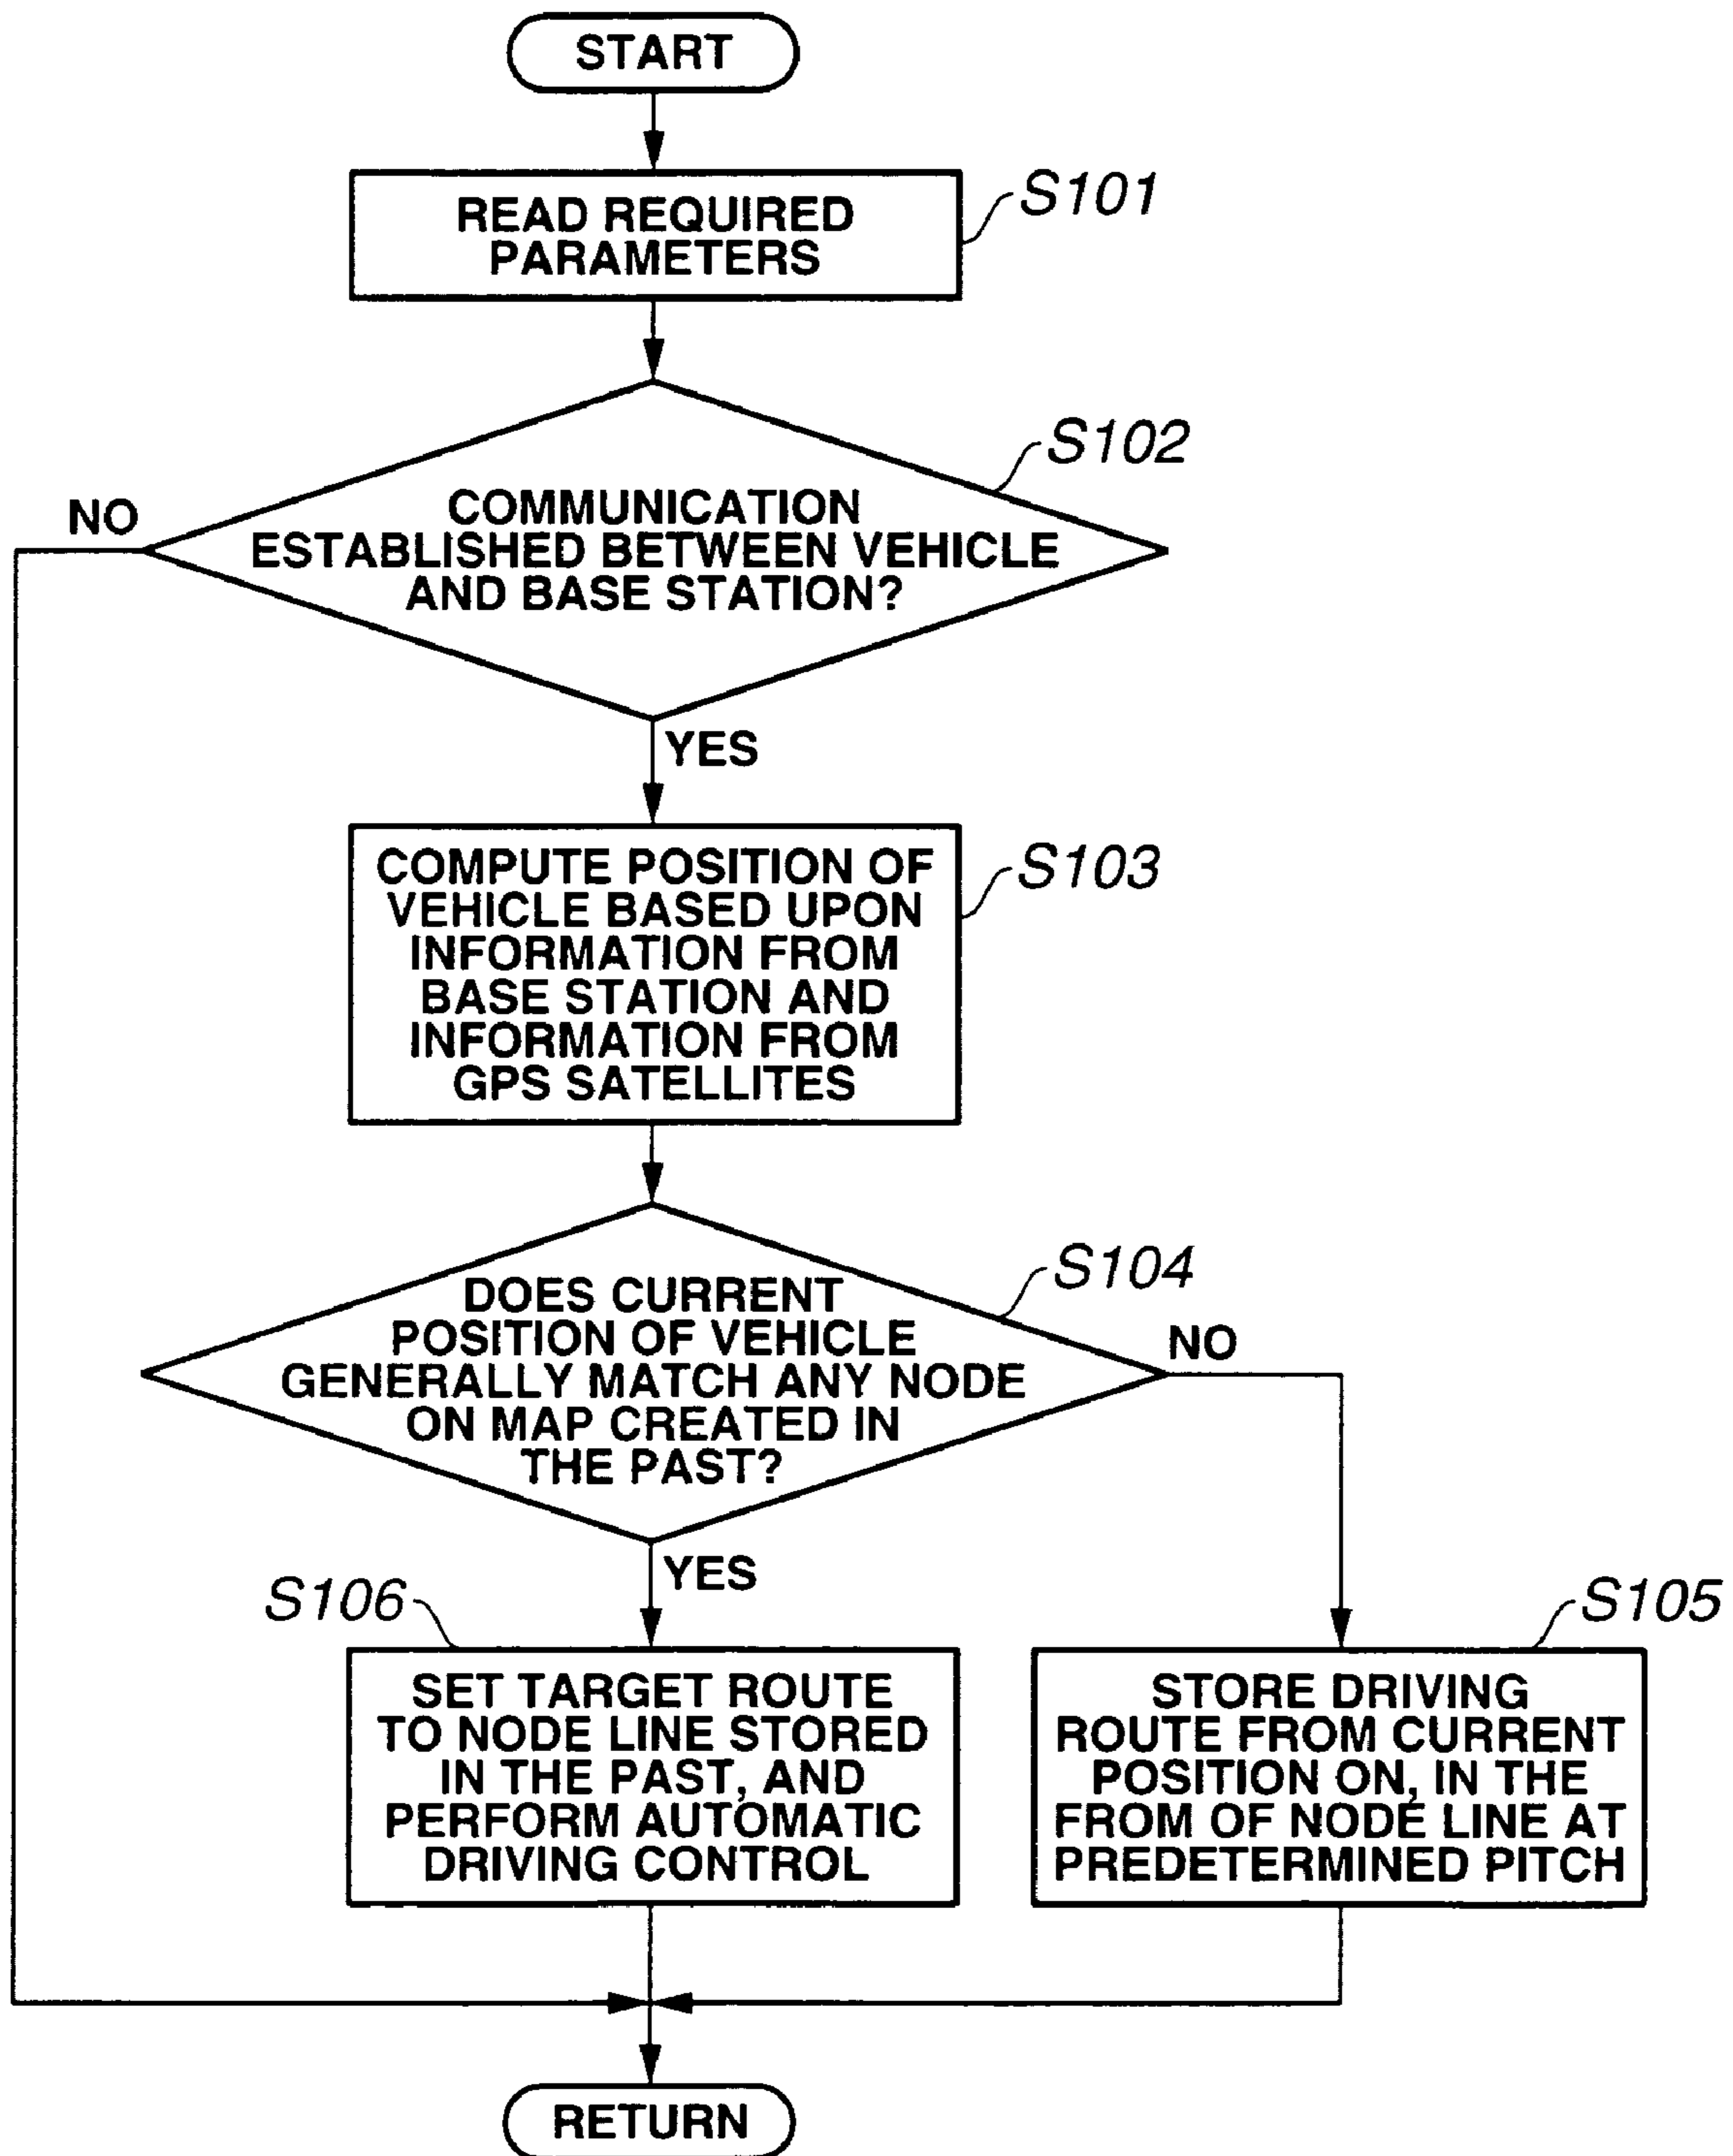 START
READ REQUIRED
PARAMETERS
S101
S102
COMMUNICATION
ESTABLISHED BETWEEN VEHICLE
AND BASE STATION?
NO
YES
COMPUTE POSITION OF
VEHICLE BASED UPON
INFORMATION FROM
BASE STATION AND
INFORMATION FROM
GPS SATELLITES
S103
S104
DOES CURRENT
POSITION OF VEHICLE
GENERALLY MATCH ANY NODE
ON MAP CREATED IN
THE PAST?
NO
YES
S106
SET TARGET ROUTE
TO NODE LINE STORED
IN THE PAST, AND
PERFORM AUTOMATIC
DRIVING CONTROL
S105
STORE DRIVING
ROUTE FROM CURRENT
POSITION ON, IN THE
FROM OF NODE LINE AT
PREDETERMINED PITCH
RETURN